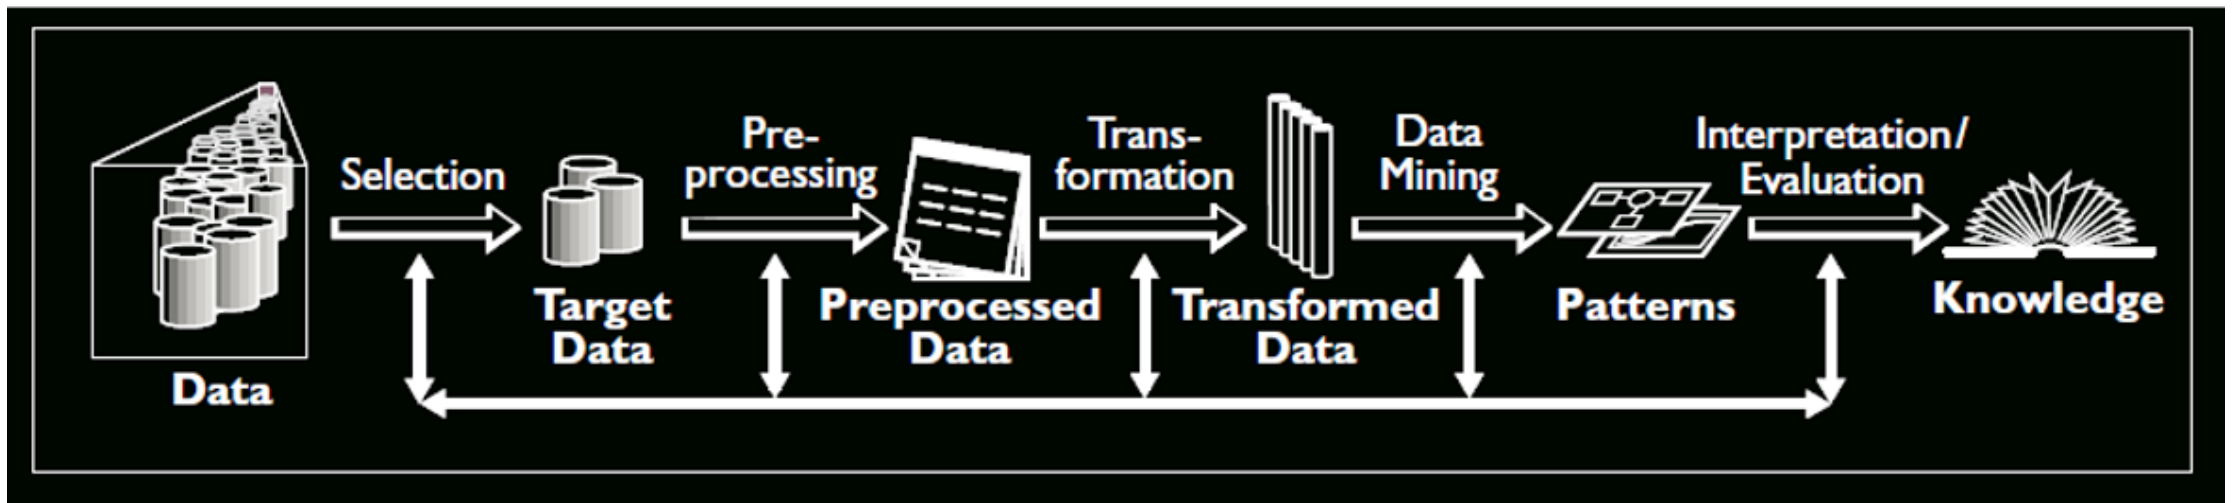 Selection
Pre-
processing
Trans-
formation
Data
Mining
Interpretation/
Evaluation
Data
Target
Data
Preprocessed
Data
Transformed
Data
Patterns
Knowledge